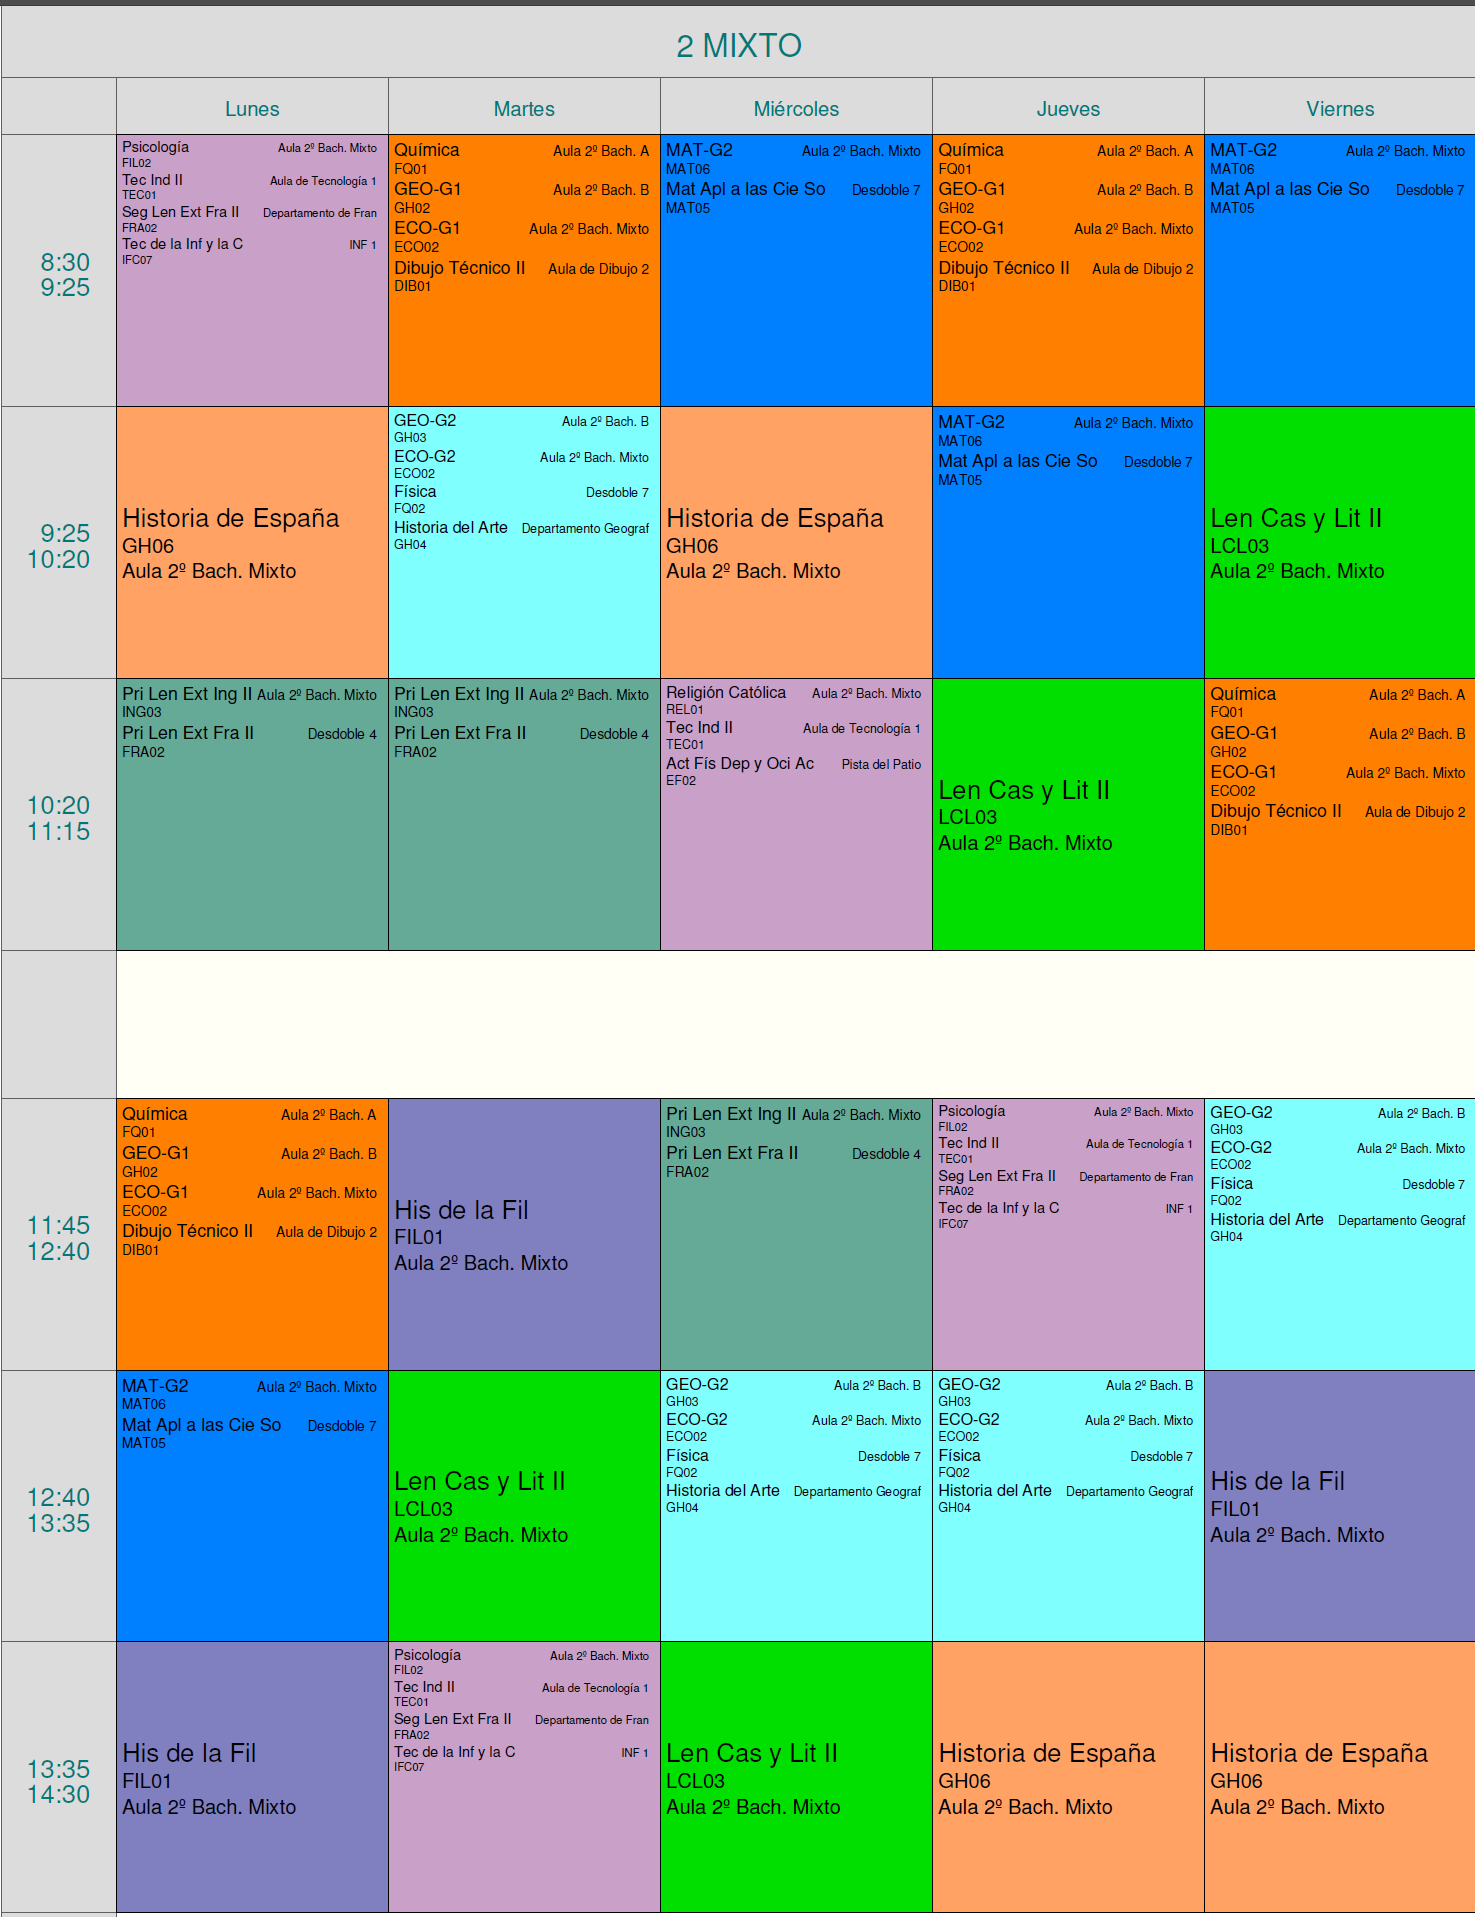 2 MIXTO
Lunes Martes Miércoles Jueves Viernes
8:30
9:25
Psicología Aula 2º Bach. Mixto
FIL02
Tec Ind II Aula de Tecnología 1
TEC01
Seg Len Ext Fra II Departamento de Fran
FRA02
Tec de la Inf y la C INF 1
IFC07
Química Aula 2º Bach. A
FQ01
GEO-G1 Aula 2º Bach. B
GH02
ECO-G1 Aula 2º Bach. Mixto
ECO02
Dibujo Técnico II Aula de Dibujo 2
DIB01
MAT-G2 Aula 2º Bach. Mixto
MAT06
Mat Apl a las Cie So Desdoble 7
MAT05
Química Aula 2º Bach. A
FQ01
GEO-G1 Aula 2º Bach. B
GH02
ECO-G1 Aula 2º Bach. Mixto
ECO02
Dibujo Técnico II Aula de Dibujo 2
DIB01
MAT-G2 Aula 2º Bach. Mixto
MAT06
Mat Apl a las Cie So Desdoble 7
MAT05
9:25
10:20
Historia de España
GH06
Aula 2º Bach. Mixto
GEO-G2 Aula 2º Bach. B
GH03
ECO-G2 Aula 2º Bach. Mixto
ECO02
Física Desdoble 7
FQ02
Historia del Arte Departamento Geograf
GH04
Historia de España
GH06
Aula 2º Bach. Mixto
MAT-G2 Aula 2º Bach. Mixto
MAT06
Mat Apl a las Cie So Desdoble 7
MAT05
Len Cas y Lit II
LCL03
Aula 2º Bach. Mixto
10:20
11:15
Pri Len Ext Ing II Aula 2º Bach. Mixto
ING03
Pri Len Ext Fra II Desdoble 4
FRA02
Pri Len Ext Ing II Aula 2º Bach. Mixto
ING03
Pri Len Ext Fra II Desdoble 4
FRA02
Religión Católica Aula 2º Bach. Mixto
REL01
Tec Ind II Aula de Tecnología 1
TEC01
Act Fís Dep y Oci Ac Pista del Patio
EF02
Len Cas y Lit II
LCL03
Aula 2º Bach. Mixto
Química Aula 2º Bach. A
FQ01
GEO-G1 Aula 2º Bach. B
GH02
ECO-G1 Aula 2º Bach. Mixto
ECO02
Dibujo Técnico II Aula de Dibujo 2
DIB01
11:45
12:40
Química Aula 2º Bach. A
FQ01
GEO-G1 Aula 2º Bach. B
GH02
ECO-G1 Aula 2º Bach. Mixto
ECO02
Dibujo Técnico II Aula de Dibujo 2
DIB01
His de la Fil
FIL01
Aula 2º Bach. Mixto
Pri Len Ext Ing II Aula 2º Bach. Mixto
ING03
Pri Len Ext Fra II Desdoble 4
FRA02
Psicología Aula 2º Bach. Mixto
FIL02
Tec Ind II Aula de Tecnología 1
TEC01
Seg Len Ext Fra II Departamento de Fran
FRA02
Tec de la Inf y la C INF 1
IFC07
GEO-G2 Aula 2º Bach. B
GH03
ECO-G2 Aula 2º Bach. Mixto
ECO02
Física Desdoble 7
FQ02
Historia del Arte Departamento Geograf
GH04
12:40
13:35
MAT-G2 Aula 2º Bach. Mixto
MAT06
Mat Apl a las Cie So Desdoble 7
MAT05
Len Cas y Lit II
LCL03
Aula 2º Bach. Mixto
GEO-G2 Aula 2º Bach. B
GH03
ECO-G2 Aula 2º Bach. Mixto
ECO02
Física Desdoble 7
FQ02
Historia del Arte Departamento Geograf
GH04
GEO-G2 Aula 2º Bach. B
GH03
ECO-G2 Aula 2º Bach. Mixto
ECO02
Física Desdoble 7
FQ02
Historia del Arte Departamento Geograf
GH04
His de la Fil
FIL01
Aula 2º Bach. Mixto
13:35
14:30
His de la Fil
FIL01
Aula 2º Bach. Mixto
Psicología Aula 2º Bach. Mixto
FIL02
Tec Ind II Aula de Tecnología 1
TEC01
Seg Len Ext Fra II Departamento de Fran
FRA02
Tec de la Inf y la C INF 1
IFC07
Len Cas y Lit II
LCL03
Aula 2º Bach. Mixto
Historia de España
GH06
Aula 2º Bach. Mixto
Historia de España
GH06
Aula 2º Bach. Mixto